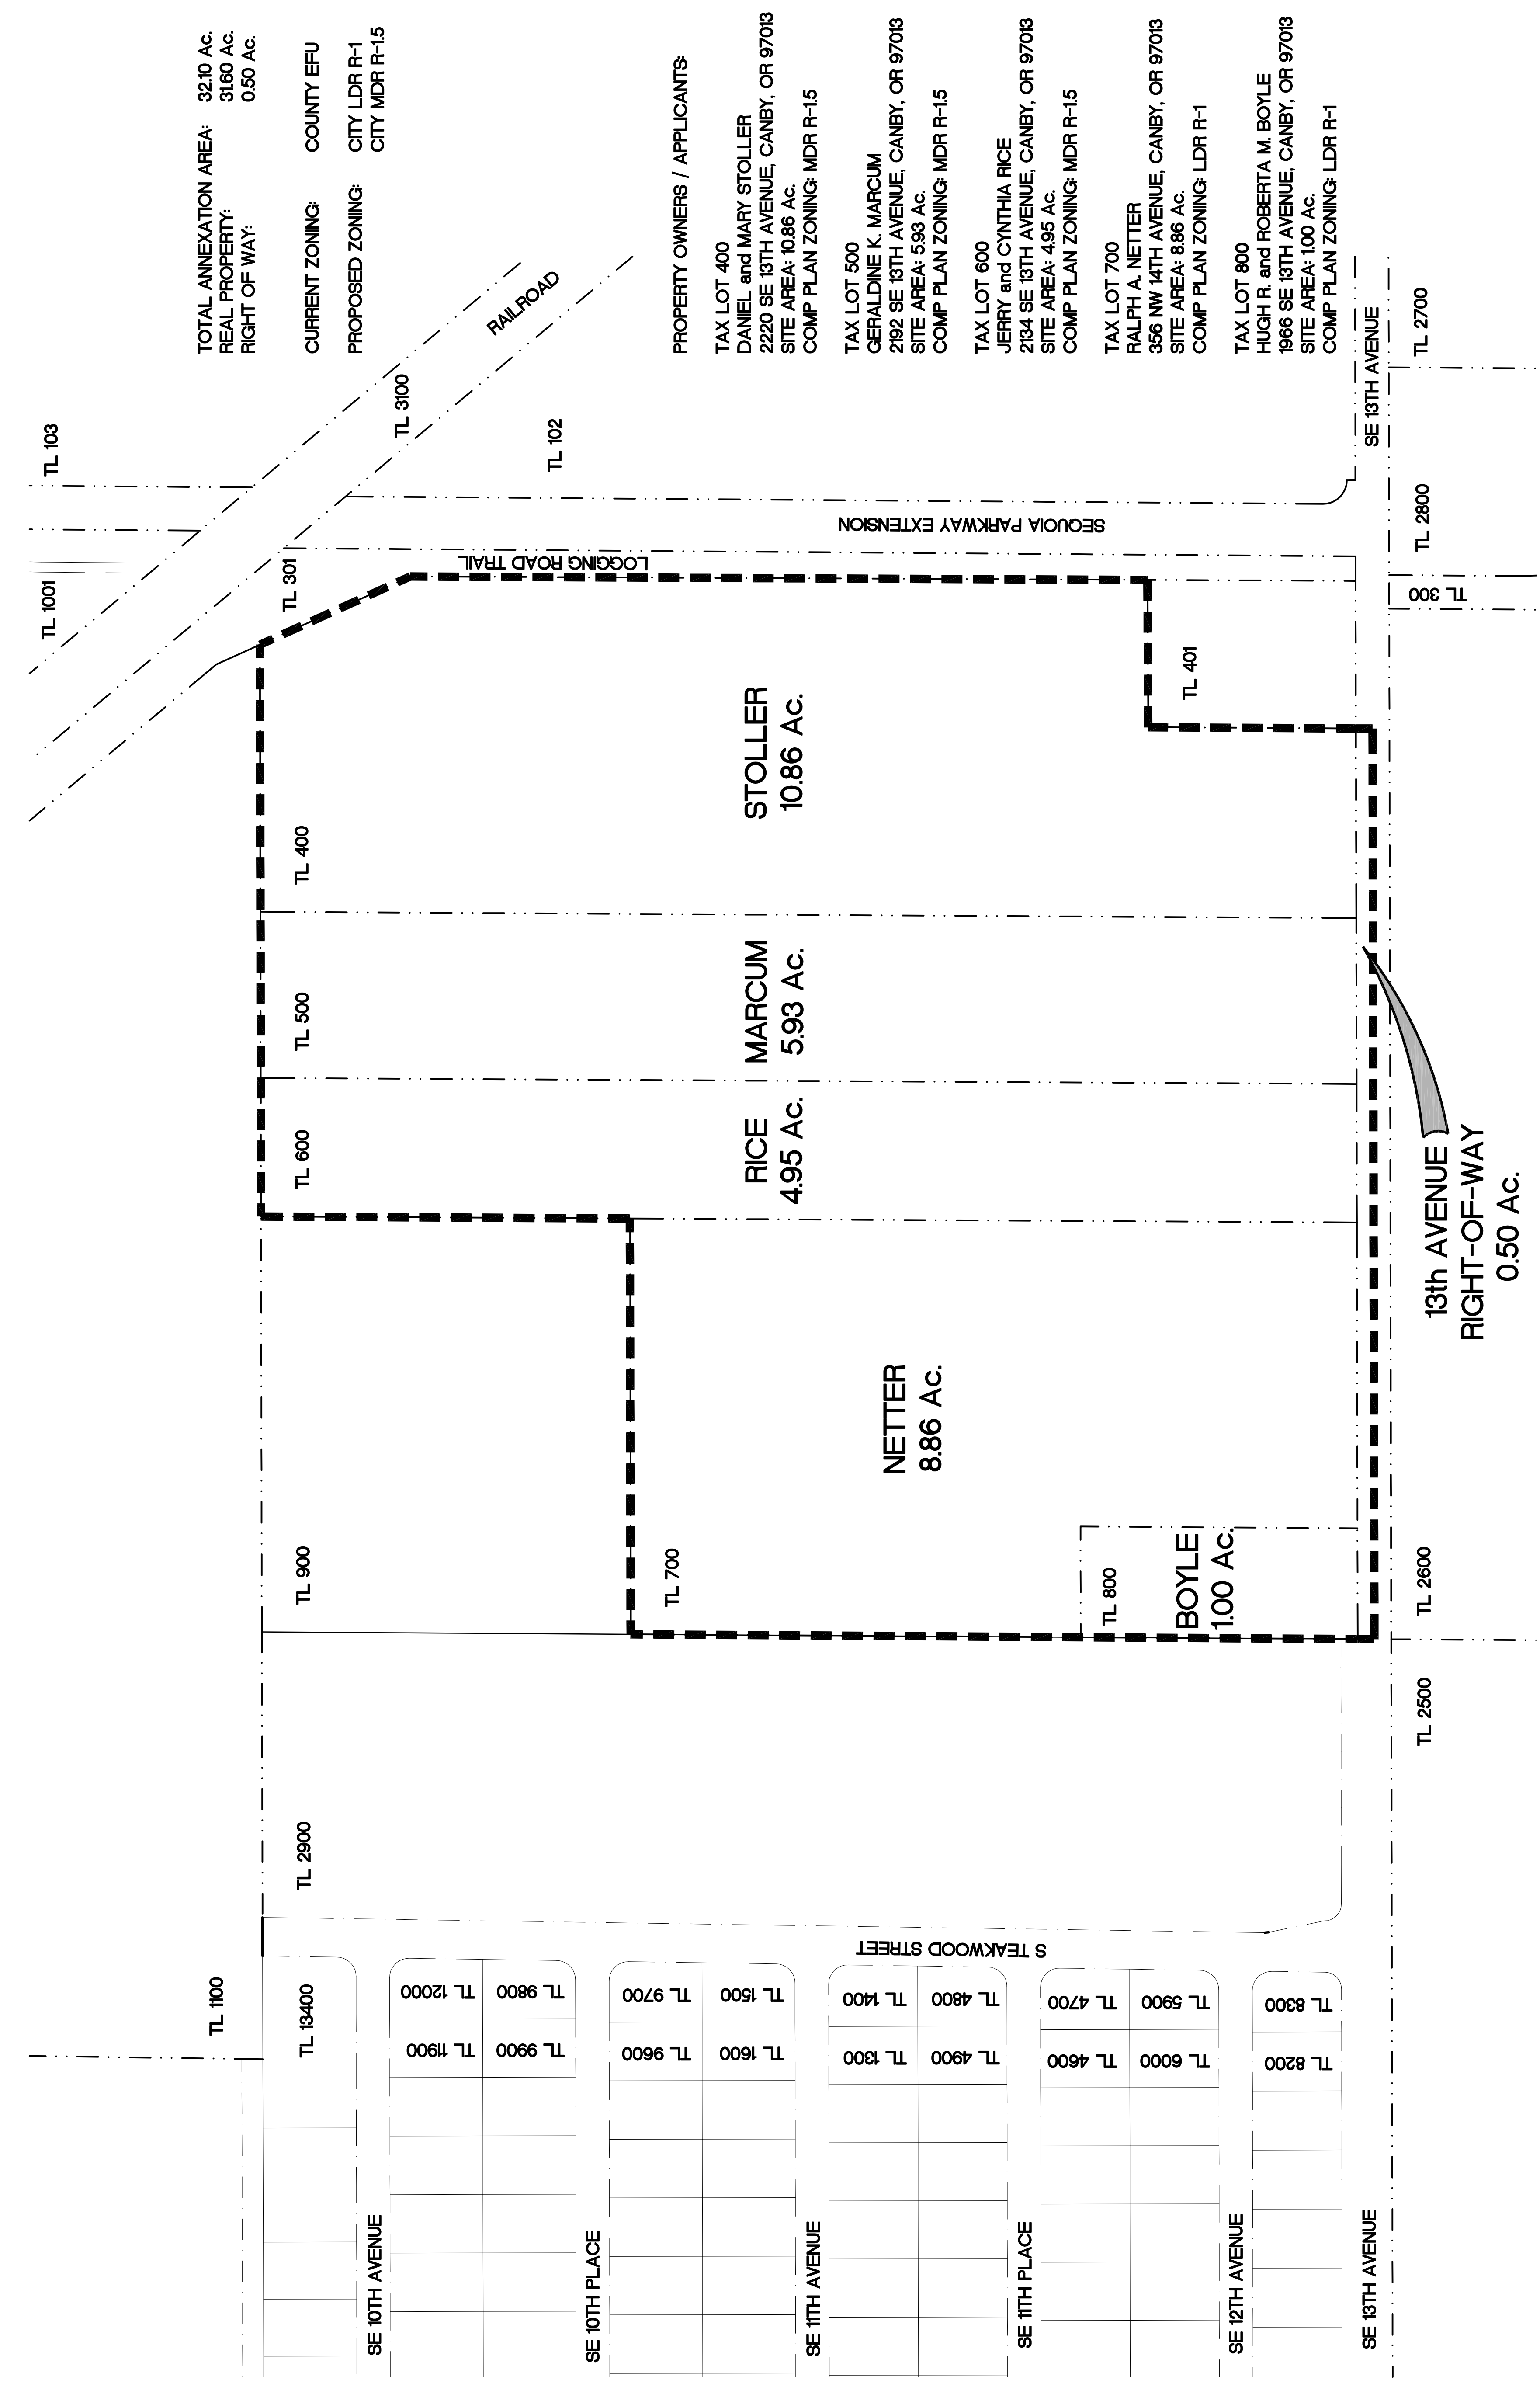 TOTAL ANNEXATION AREA: 32.10 Ac.
REAL PROPERTY: 31.60 Ac.
RIGHT OF WAY: 0.50 Ac.
CURRENT ZONING: COUNTY EFU
PROPOSED ZONING: CITY LDR R-1
CITY MDR R-1.5
PROPERTY OWNERS / APPLICANTS:
TAX LOT 400
DANIEL and MARY STOLLER
2220 SE 13TH AVENUE, CANBY, OR 97013
SITE AREA: 10.86 Ac.
COMP PLAN ZONING: MDR R-1.5
TAX LOT 500
GERALDINE K. MARCUM
2192 SE 13TH AVENUE, CANBY, OR 97013
SITE AREA: 5.93 Ac.
COMP PLAN ZONING: MDR R-1.5
TAX LOT 600
JERRY and CYNTHIA RICE
2134 SE 13TH AVENUE, CANBY, OR 97013
SITE AREA: 4.95 Ac.
COMP PLAN ZONING: MDR R-1.5
TAX LOT 700
RALPH A. NETTER
356 NW 14TH AVENUE, CANBY, OR 97013
SITE AREA: 8.86 Ac.
COMP PLAN ZONING: LDR R-1
TAX LOT 800
HUGH R. and ROBERTA M. BOYLE
1966 SE 13TH AVENUE, CANBY, OR 97013
SITE AREA: 1.00 Ac.
COMP PLAN ZONING: LDR R-1
RAILROAD
TL 103
TL 3100
TL 102
TL 1001
TL 301
LOGGING ROAD TRAIL
SEQUOIA PARKWAY EXTENSION
SE 13TH AVENUE
TL 2700
TL 2800
TL 300
TL 401
TL 400
STOLLER
10.86 Ac.
TL 500
MARCUM
5.93 Ac.
TL 600
RICE
4.95 Ac.
13th AVENUE
RIGHT-OF-WAY
0.50 Ac.
NETTER
8.86 Ac.
TL 900
TL 700
TL 800
BOYLE
1.00 Ac.
TL 2600
TL 2500
TL 2900
S TEAKWOOD STREET
TL 1100
TL 13400
TL 12000
TL 9800
TL 9700
TL 1500
TL 1400
TL 4800
TL 4700
TL 5900
TL 8300
TL 11900
TL 9900
TL 9600
TL 1600
TL 1300
TL 4900
TL 4600
TL 6000
TL 8200
SE 10TH AVENUE
SE 10TH PLACE
SE 11TH AVENUE
SE 11TH PLACE
SE 12TH AVENUE
SE 13TH AVENUE